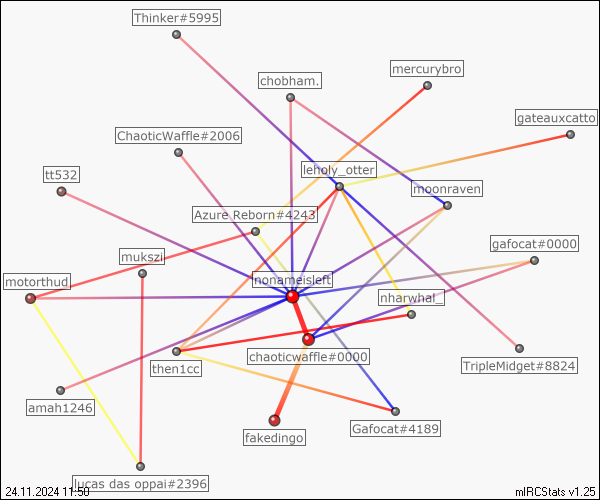 Thinker#5995
mercurybro
chobham.
gateauxcatto
ChaoticWaffle#2006
leholy_otter
tt532
moonraven
Azure Reborn#4243
gafocat#0000
mukszi
motorthud
nonameisleft
nharwhal_
chaoticwaffle#0000
then1cc
TripleMidget#8824
amah1246
Gafocat#4189
fakedingo
lucas das oppai#2396
24.11.2024 11:50
mIRCStats v1.25